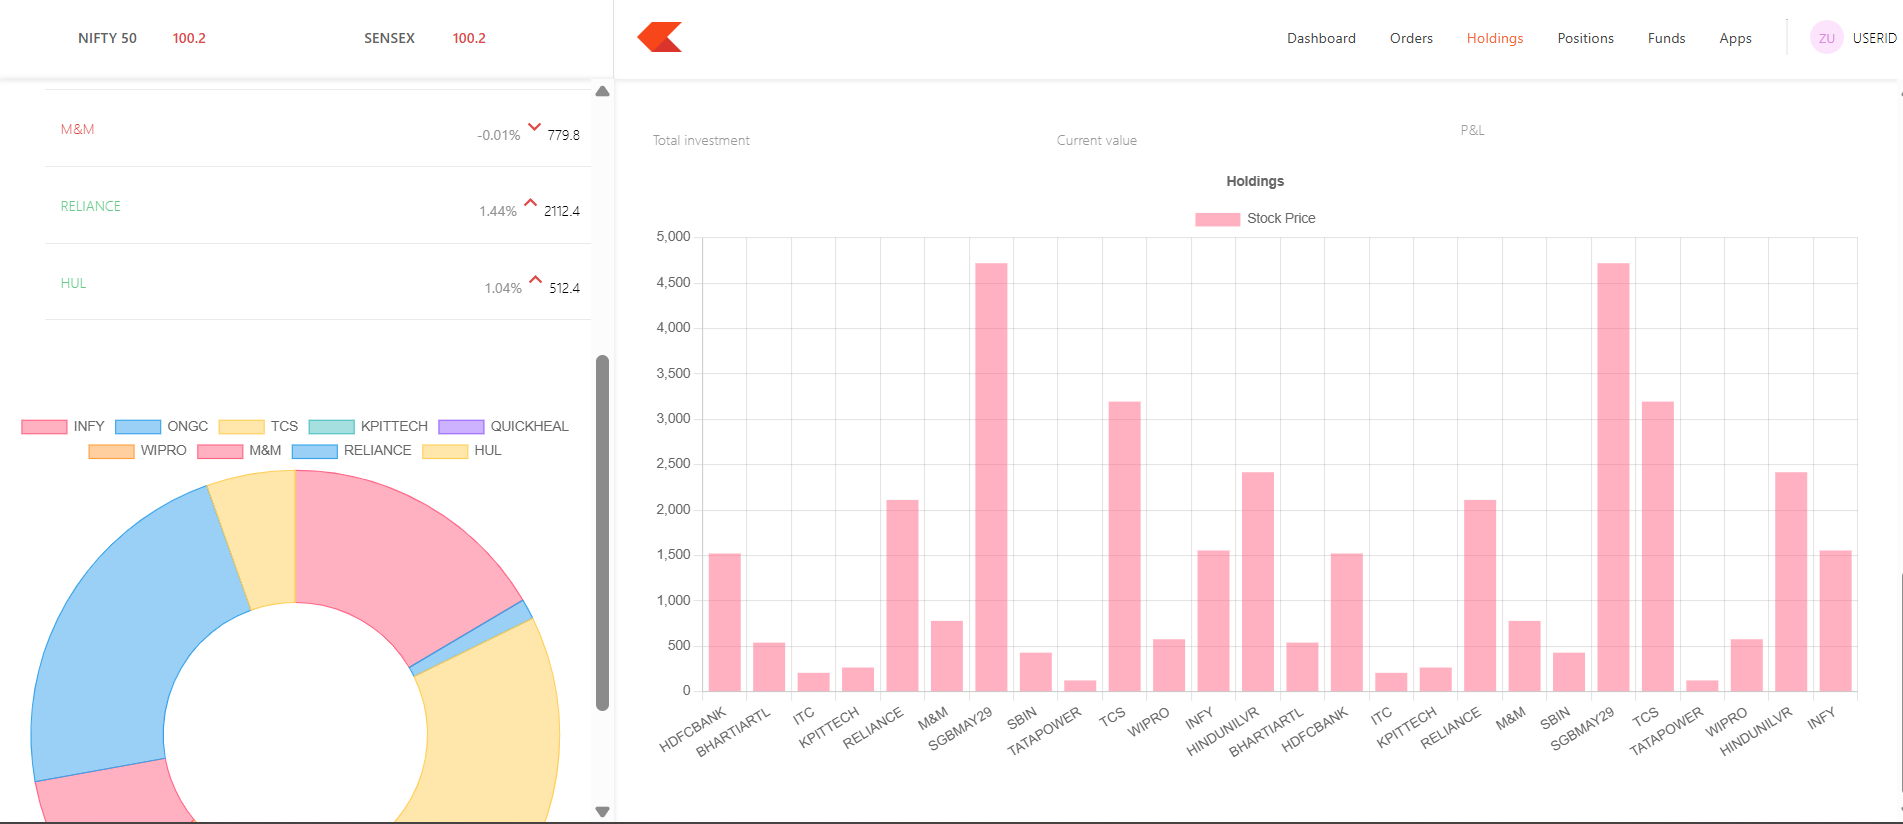 NIFTY 50 100.2 SENSEX 100.2
Dashboard Orders Holdings Positions Funds Apps ZU USERID
M&M -0.01% 779.8
RELIANCE 1.44% 2112.4
HUL 1.04% 512.4
INFY ONGC TCS KPITTECH QUICKHEAL
WIPRO M&M RELIANCE HUL
Total investment Current value P&L
Holdings
Stock Price
5,000
4,500
4,000
3,500
3,000
2,500
2,000
1,500
1,000
500
0
HDFCBANK BHARTIARTL ITC KPITTECH RELIANCE M&M SGBMAY29 SBIN TATAPOWER TCS WIPRO INFY HINDUNILVR BHARTIARTL HDFCBANK ITC KPITTECH RELIANCE M&M SBIN SGBMAY29 TCS TATAPOWER WIPRO HINDUNILVR INFY